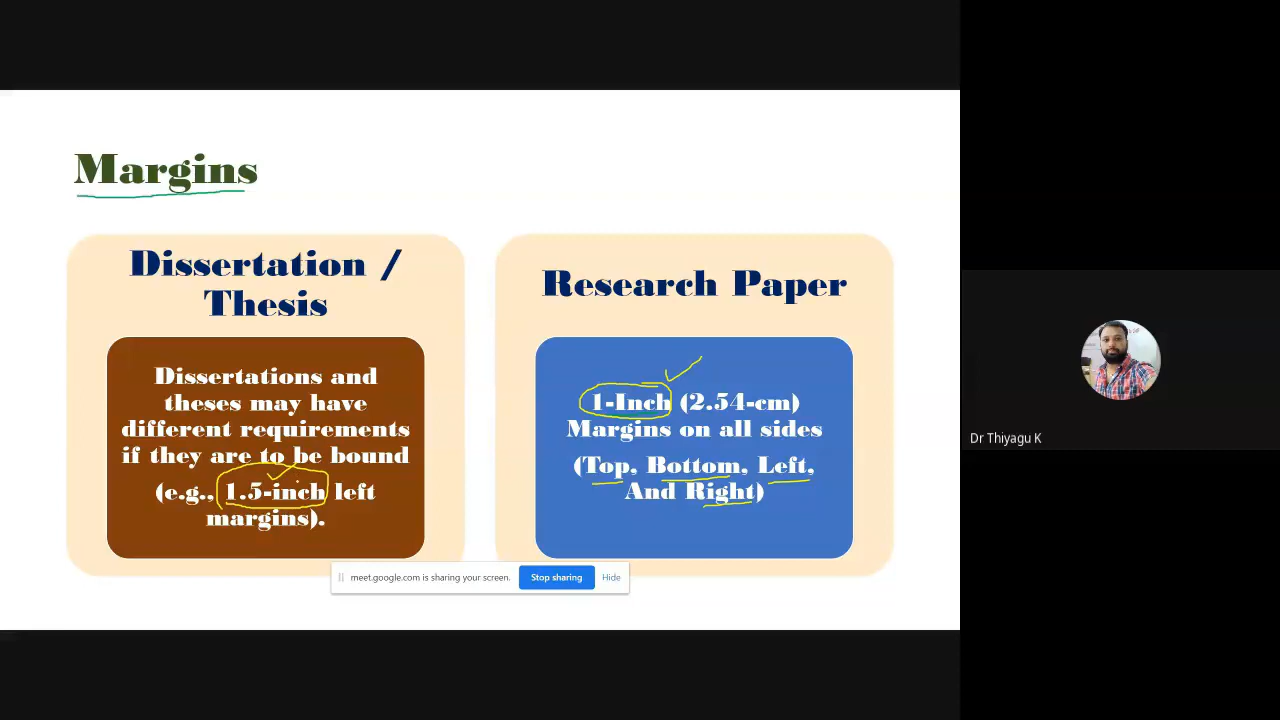 Margins
Dissertation /
Thesis
Dissertations and
theses may have
different requirements
if they are to be bound
(e.g., 1.5-inch left
margins).
Research Paper
1-Inch (2.54-cm)
Margins on all sides
(Top, Bottom, Left,
And Right)
meet.google.com is sharing your screen.
Stop sharing
Hide
Dr Thiyagu K